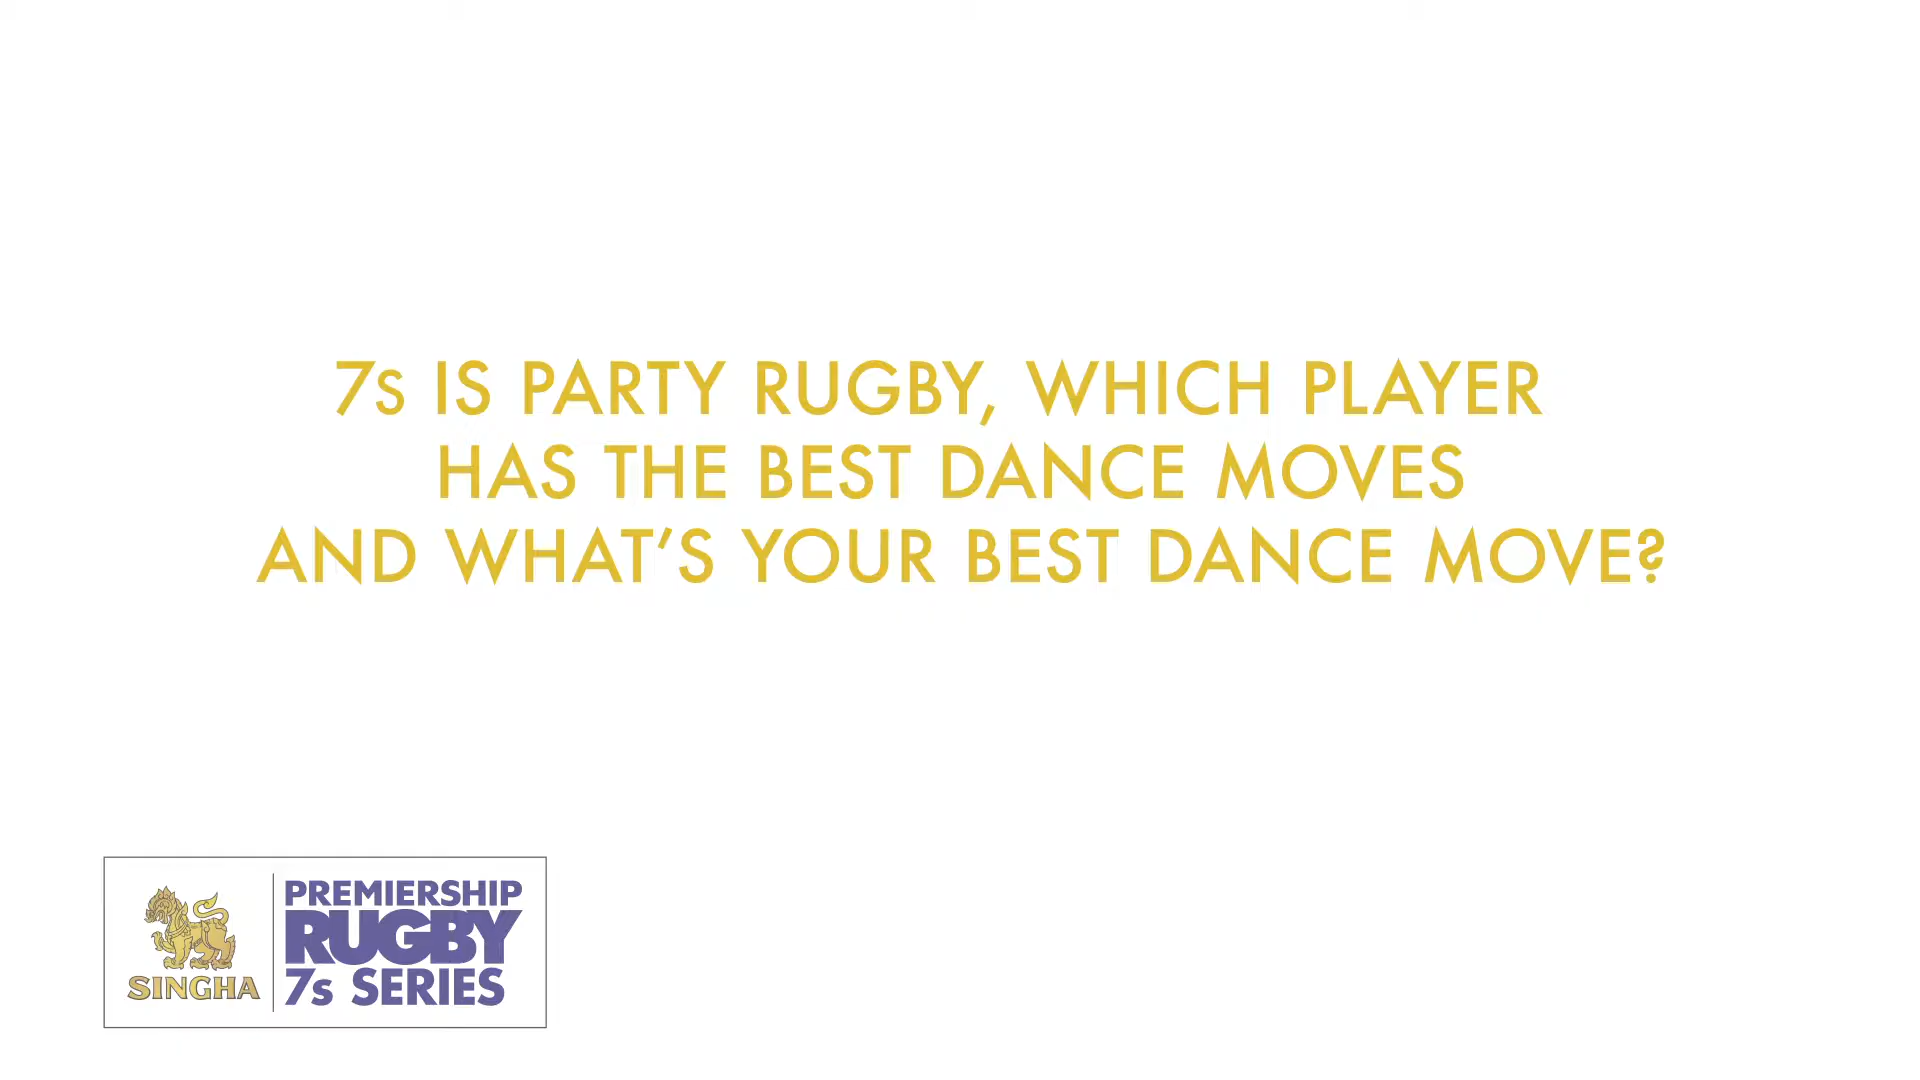 7s IS PARTY RUGBY, WHICH PLAYER
HAS THE BEST DANCE MOVES
AND WHAT'S YOUR BEST DANCE MOVE?
SINGHA
PREMIERSHIP
RUGBY
7s SERIES